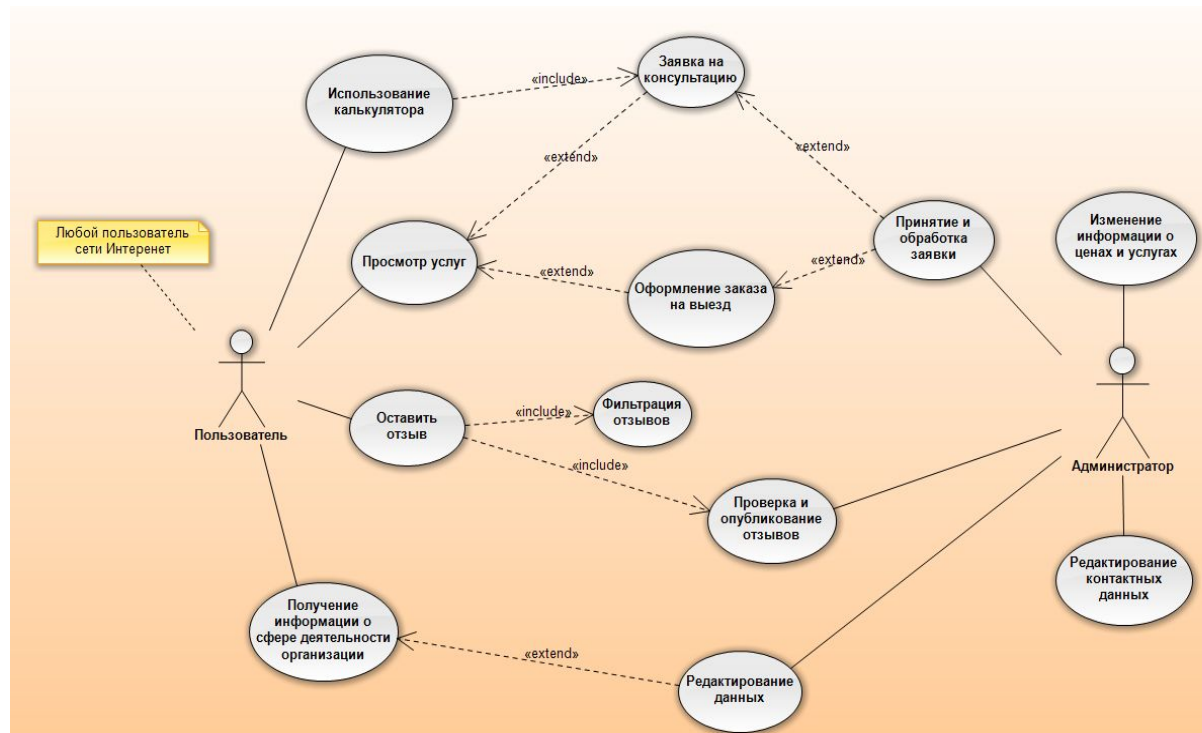 Заявка на
консультацию
«include»
Использование
калькулятора
«extend»
«extend»
Любой пользователь
сети Интеренет
Просмотр услуг
«extend»
Оформление заказа
на выезд
«extend»
Принятие и
обработка
заявки
Изменение
информации о
ценах и услугах
Пользователь
Оставить
отзыв
«include»
Фильтрация
отзывов
«include»
Проверка и
опубликование
отзывов
Администратор
Редактирование
контактных
данных
Получение
информации о
сфере деятельности
организации
«extend»
Редактирование
данных